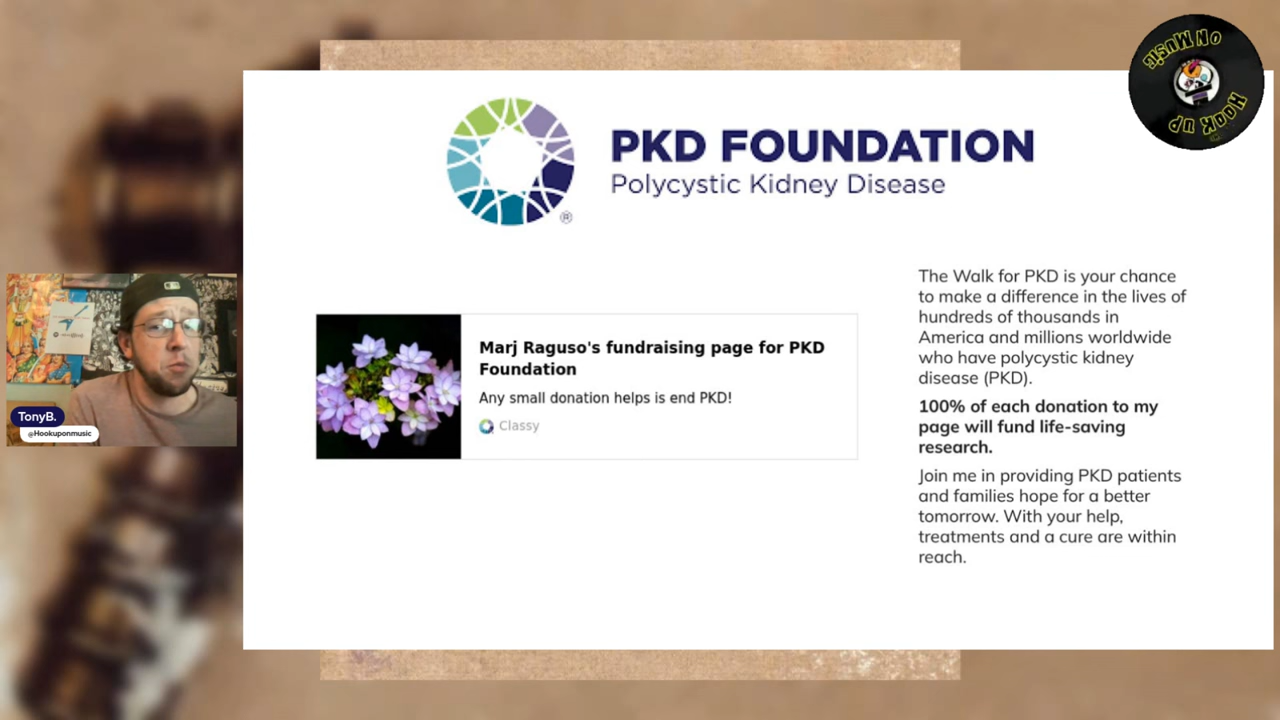 ON MUSIC
HOOK UP
PKD FOUNDATION
Polycystic Kidney Disease
®
The Walk for PKD is your chance
to make a difference in the lives of
hundreds of thousands in
America and millions worldwide
who have polycystic kidney
disease (PKD).
100% of each donation to my
page will fund life-saving
research.
Join me in providing PKD patients
and families hope for a better
tomorrow. With your help,
treatments and a cure are within
reach.
Marj Raguso's fundraising page for PKD
Foundation
Any small donation helps is end PKD!
Classy
TonyB.
@Hookuponmusic